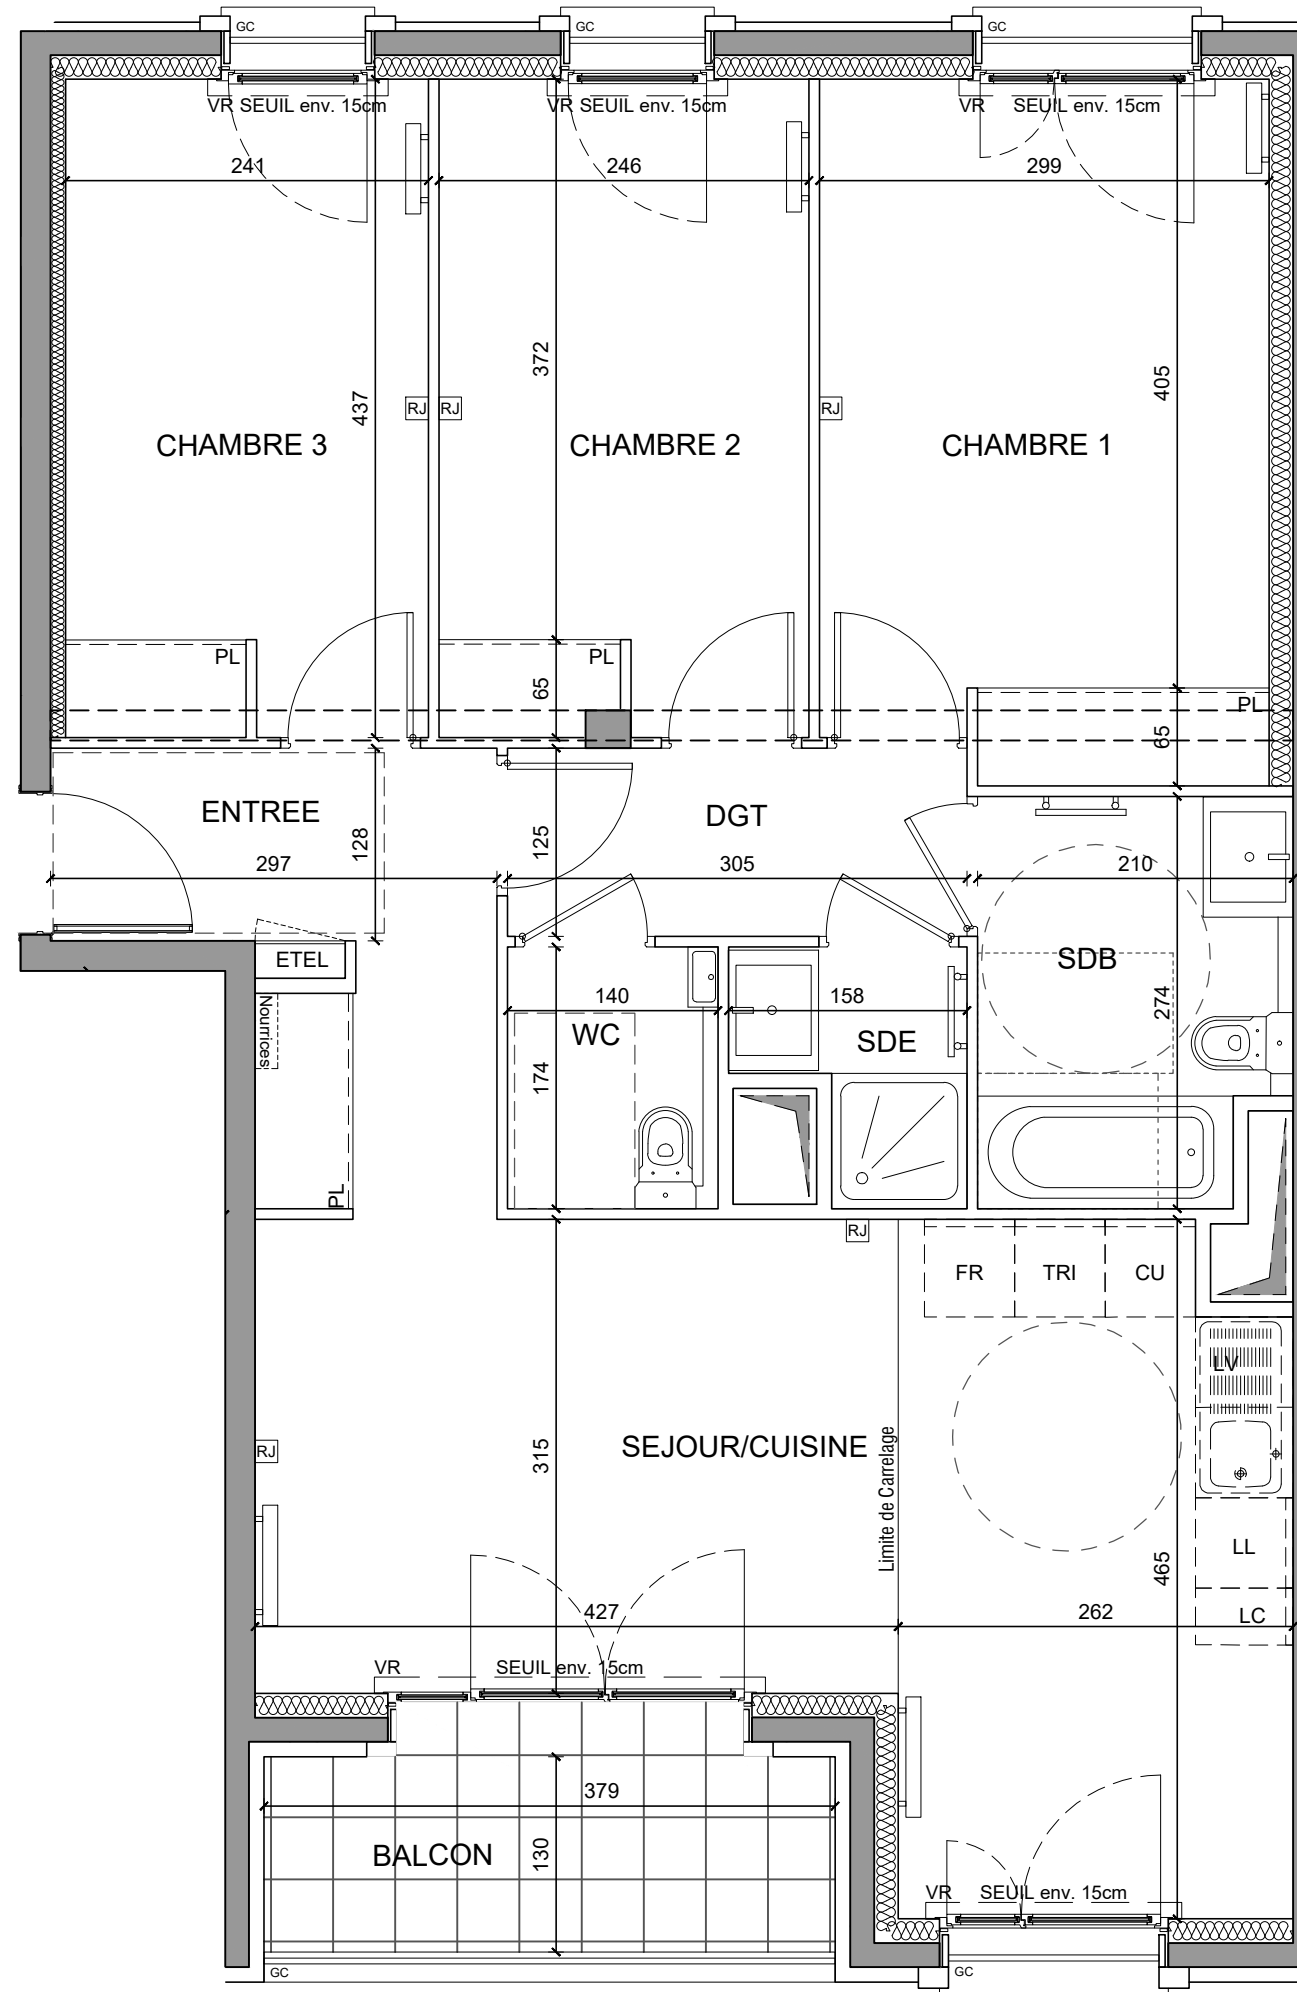 GC
GC
GC
VR SEUIL env. 15cm
VR SEUIL env. 15cm
VR SEUIL env. 15cm
241
246
299
372
437
405
RJ
RJ
RJ
CHAMBRE 3
CHAMBRE 2
CHAMBRE 1
PL
PL
65
PL
65
ENTREE
DGT
128
125
297
305
210
ETEL
SDB
Nourrices
140
158
274
WC
SDE
174
PL
RJ
FR
TRI
CU
LV
RJ
315
SEJOUR/CUISINE
Limite de Carrelage
LL
465
427
262
LC
VR
SEUIL env. 15cm
379
BALCON
130
VR
SEUIL env. 15cm
GC
GC